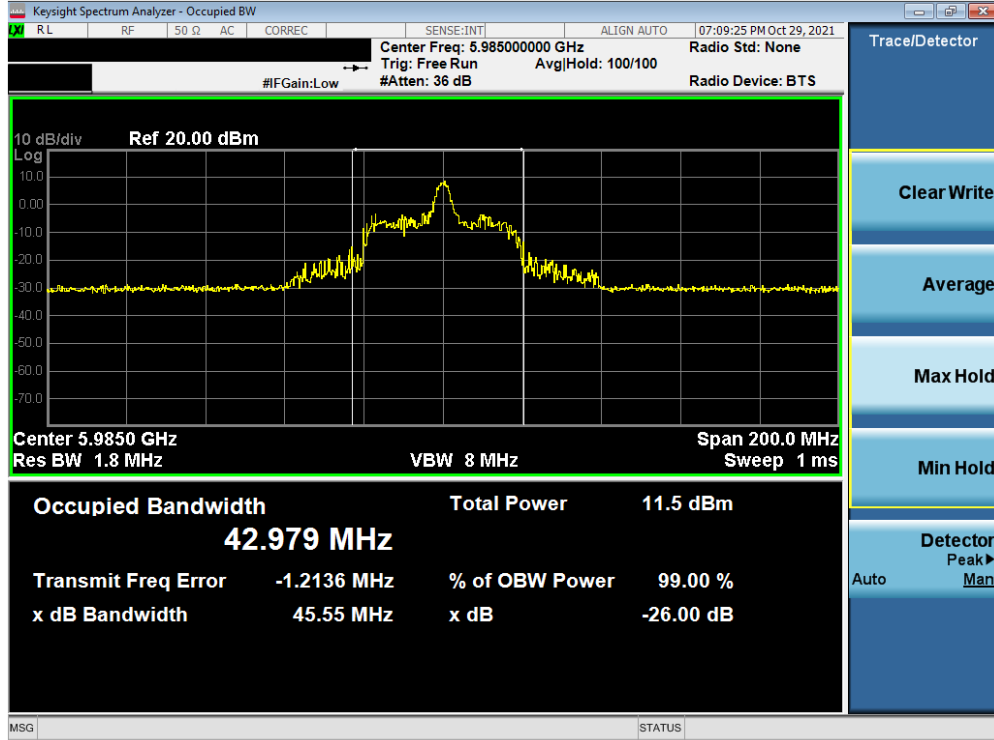 Keysight Spectrum Analyzer - Occupied BW
LXI RL RF 50 Ω AC CORREC SENSE:INT ALIGN AUTO 07:09:25 PM Oct 29, 2021
Center Freq: 5.985000000 GHz Radio Std: None
Trig: Free Run Avg|Hold: 100/100
#IFGain:Low #Atten: 36 dB Radio Device: BTS
Trace/Detector
10 dB/div Ref 20.00 dBm
Log
10.0
0.00
-10.0
-20.0
-30.0
-40.0
-50.0
-60.0
-70.0
Center 5.9850 GHz Span 200.0 MHz
Res BW 1.8 MHz VBW 8 MHz Sweep 1 ms
Occupied Bandwidth Total Power 11.5 dBm
42.979 MHz
Transmit Freq Error -1.2136 MHz % of OBW Power 99.00 %
x dB Bandwidth 45.55 MHz x dB -26.00 dB
Clear Write
Average
Max Hold
Min Hold
Detector
Peak▶
Auto Man
MSG STATUS